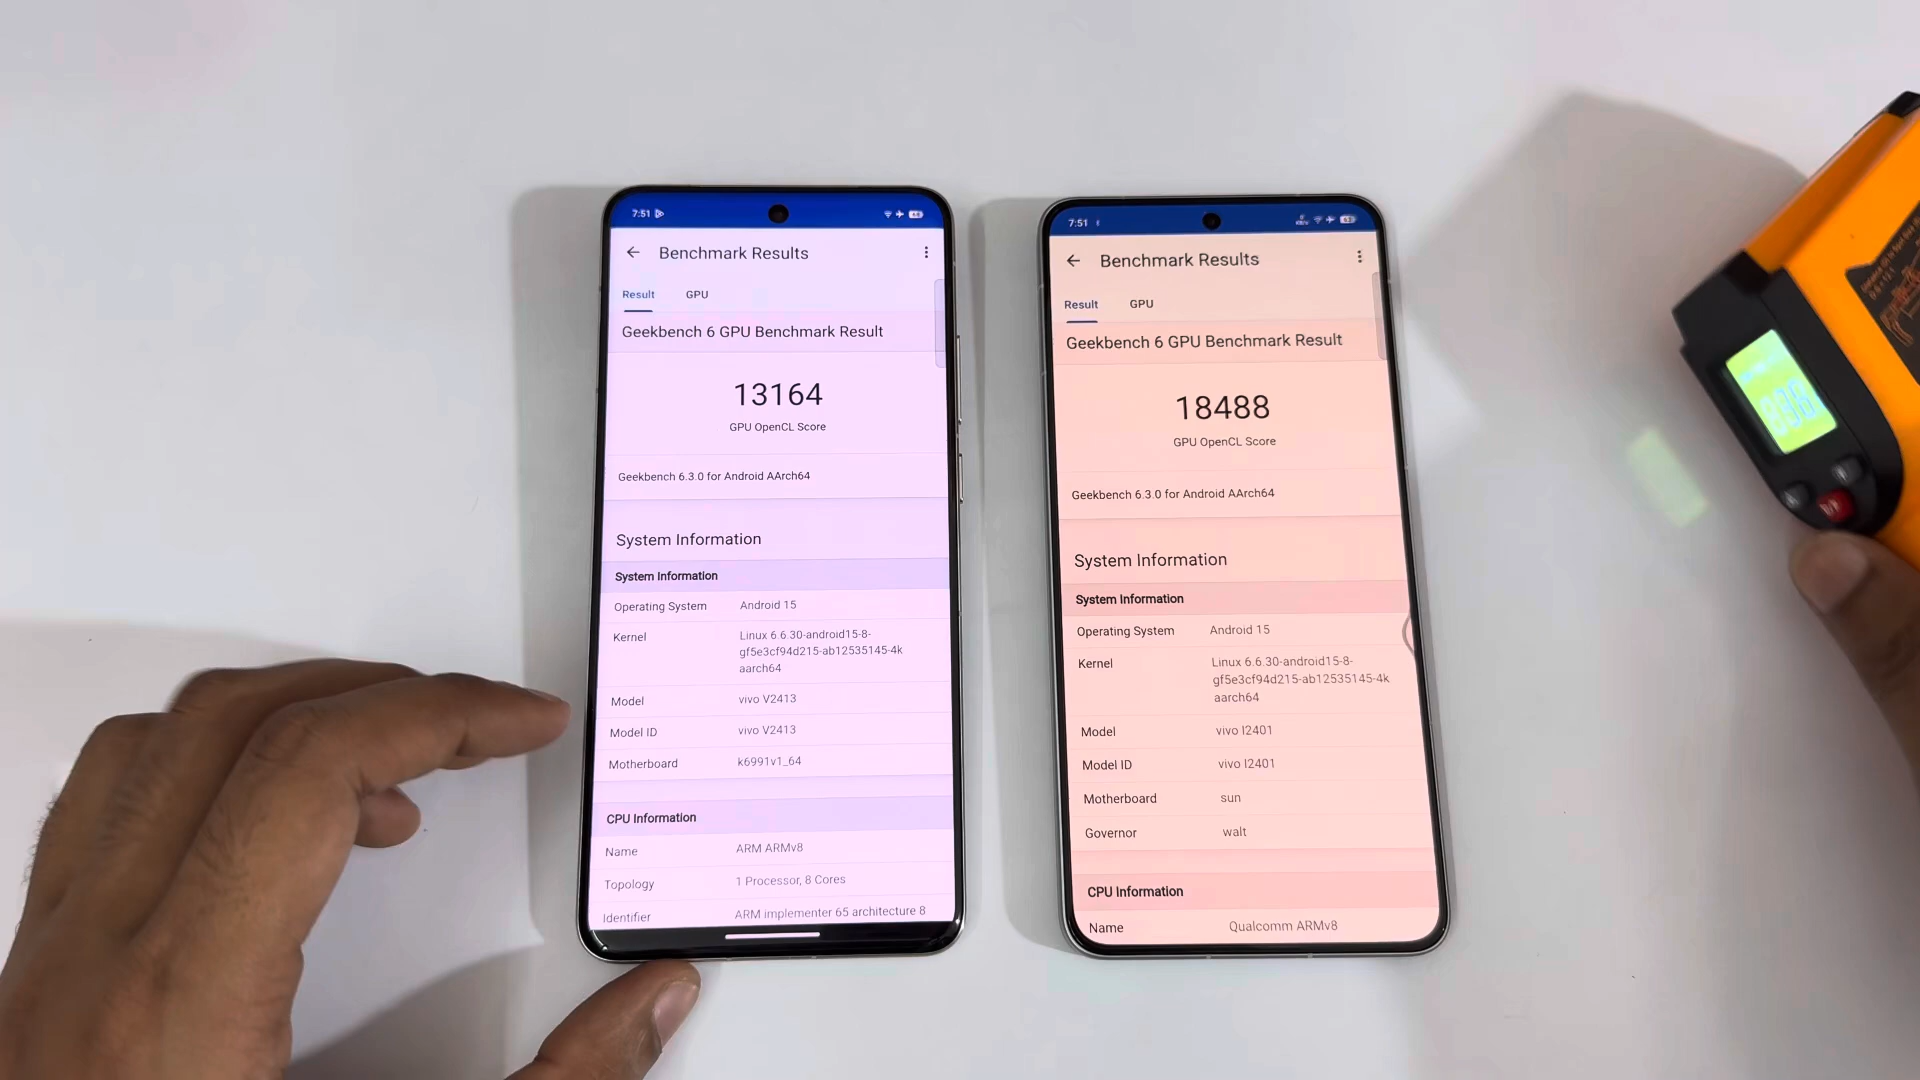 7:51
Benchmark Results
Result GPU
Geekbench 6 GPU Benchmark Result
13164
GPU OpenCL Score
Geekbench 6.3.0 for Android AArch64
System Information
System Information
Operating System Android 15
Kernel Linux 6.6.30-android15-8-
gf5e3cf94d215-ab12535145-4k
aarch64
Model vivo V2413
Model ID vivo V2413
Motherboard k6991v1_64
CPU Information
Name ARM ARMv8
Topology 1 Processor, 8 Cores
Identifier ARM implementer 65 architecture 8
7:51
Benchmark Results
Result GPU
Geekbench 6 GPU Benchmark Result
18488
GPU OpenCL Score
Geekbench 6.3.0 for Android AArch64
System Information
System Information
Operating System Android 15
Kernel Linux 6.6.30-android15-8-
gf5e3cf94d215-ab12535145-4k
aarch64
Model vivo I2401
Model ID vivo I2401
Motherboard sun
Governor walt
CPU Information
Name Qualcomm ARMv8